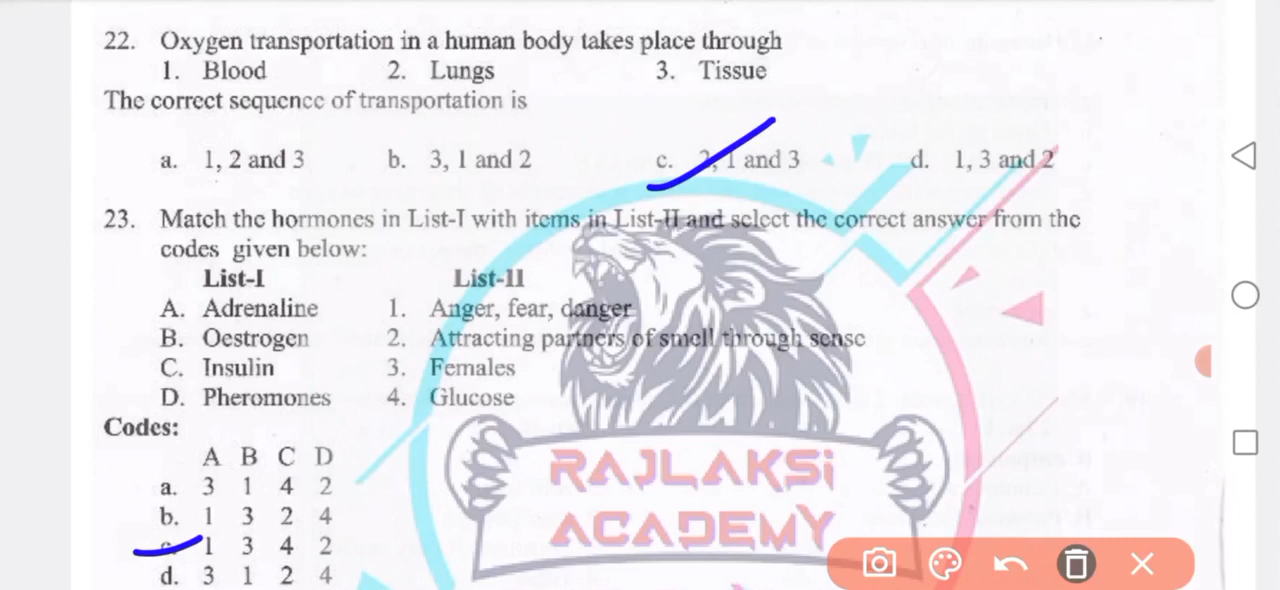 22. Oxygen transportation in a human body takes place through
1. Blood 2. Lungs 3. Tissue
The correct sequence of transportation is
a. 1, 2 and 3 b. 3, 1 and 2 c. 2, 1 and 3 d. 1, 3 and 2
23. Match the hormones in List-I with items in List-II and select the correct answer from the
codes given below:
List-I List-II
A. Adrenaline 1. Anger, fear, danger
B. Oestrogen 2. Attracting partners of smell through sense
C. Insulin 3. Females
D. Pheromones 4. Glucose
Codes:
A B C D
a. 3 1 4 2
b. 1 3 2 4
c. 1 3 4 2
d. 3 1 2 4
RAJLAKSi
ACADEMY